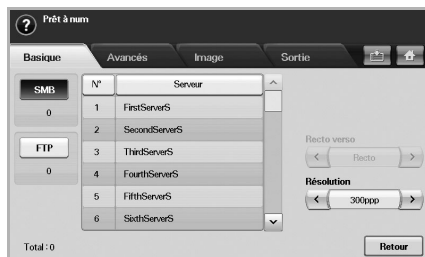 Prêt à num
Basique
Avancés
Image
Sortie
SMB
0
FTP
0
N° Serveur
1 FirstServerS
2 SecondServerS
3 ThirdServerS
4 FourthServerS
5 FifthServerS
6 SixthServerS
Recto verso
Recto
Résolution
300ppp
Total : 0
Retour